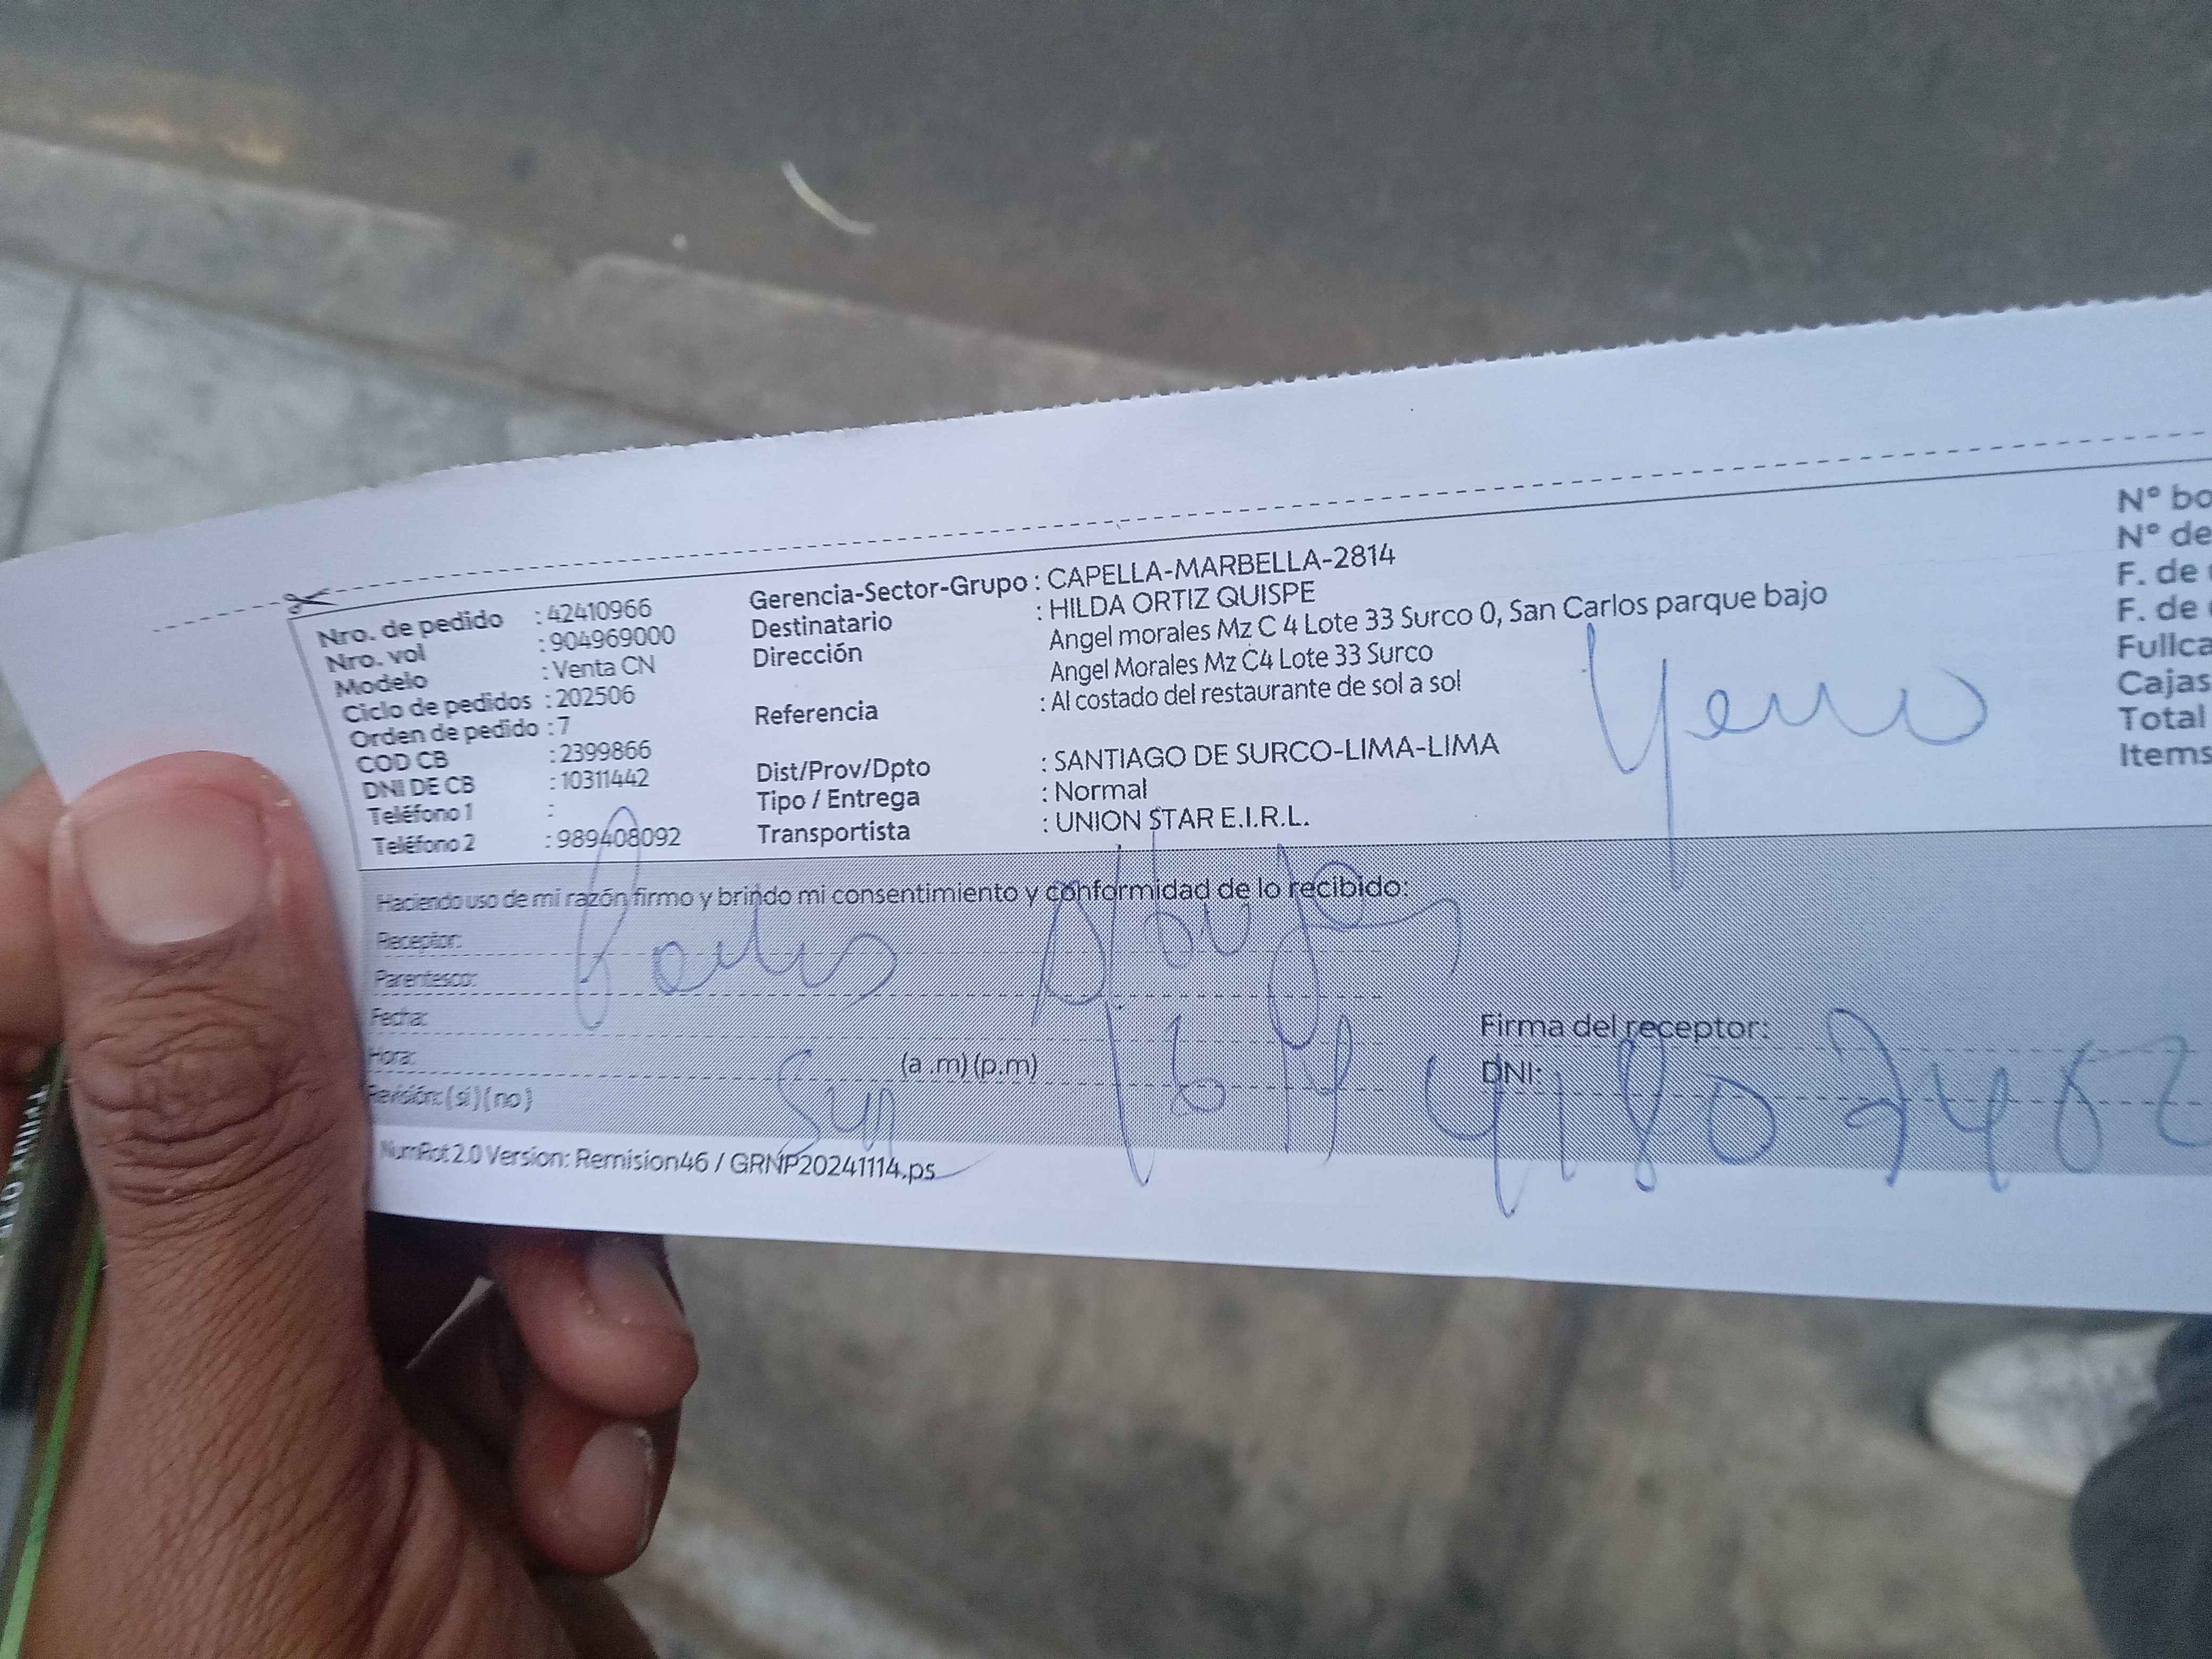 Nro. de pedido : 42410966
Nro. vol : 904969000
Modelo : Venta CN
Ciclo de pedidos : 202506
Orden de pedido : 7
COD CB : 2399866
DNI DE CB : 10311442
Teléfono 1 :
Teléfono 2 : 989408092
Gerencia-Sector-Grupo : CAPELLA-MARBELLA-2814
Destinatario : HILDA ORTIZ QUISPE
Dirección Angel morales Mz C 4 Lote 33 Surco 0, San Carlos parque bajo
Angel Morales Mz C4 Lote 33 Surco
Referencia : Al costado del restaurante de sol a sol
Dist/Prov/Dpto : SANTIAGO DE SURCO-LIMA-LIMA
Tipo / Entrega : Normal
Transportista : UNION STAR E.I.R.L.
Yerno
N° bo
N° de
F. de
F. de
Fullca
Cajas
Total
Items
Haciendo uso de mi razón firmo y brindo mi consentimiento y conformidad de lo recibido:
Receptor:
Parentesco:
Fecha:
Hora: (a .m) (p.m)
Revisión: (si) (no)
Firma del receptor:
DNI:
NumRot 2.0 Version: Remision46 / GRNP20241114.ps